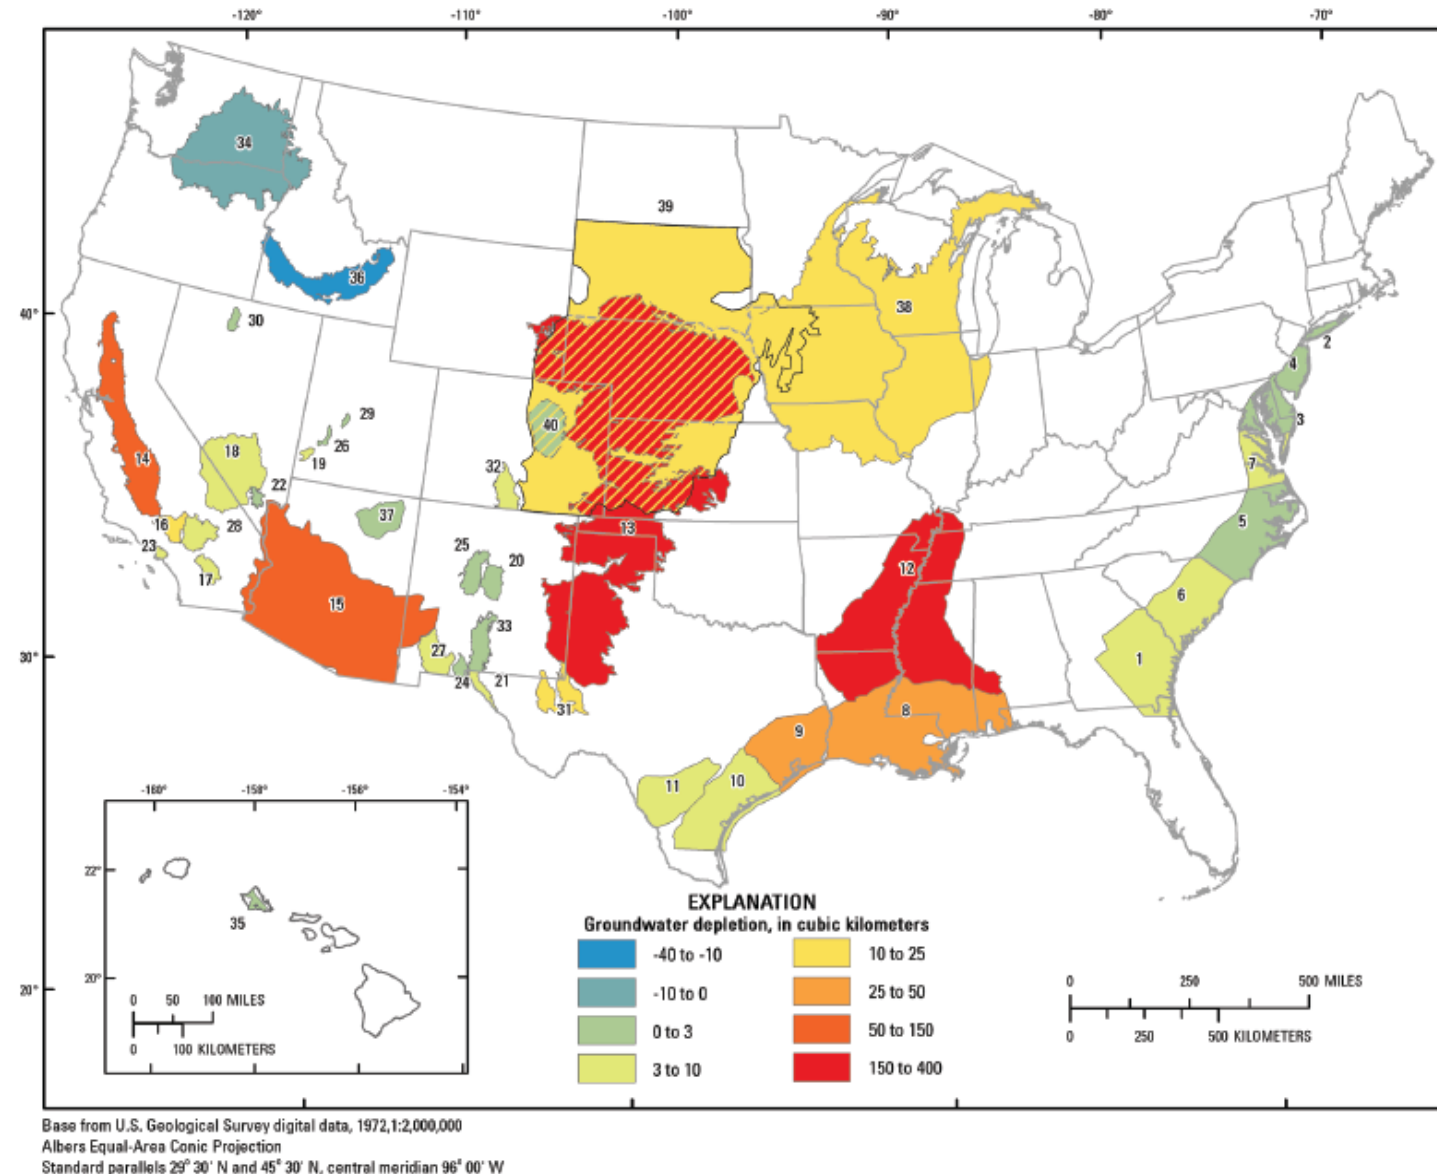 -120° -110° -100° -90° -80° -70°
34
39
36
40°
30
38
2
4
29
40
3
26
14
18
19
32
7
22
37
16
28
13
5
23
25
20
12
17
15
6
33
30°
27
1
24
21
31
8
9
11
10
-160° -158° -156° -154°
22°
35
20°
0 50 100 MILES
0 100 KILOMETERS
20°
EXPLANATION
Groundwater depletion, in cubic kilometers
-40 to -10
10 to 25
-10 to 0
25 to 50
0 to 3
50 to 150
3 to 10
150 to 400
0 250 500 MILES
0 250 500 KILOMETERS
Base from U.S. Geological Survey digital data, 1972,1:2,000,000
Albers Equal-Area Conic Projection
Standard parallels 29° 30' N and 45° 30' N, central meridian 96° 00' W